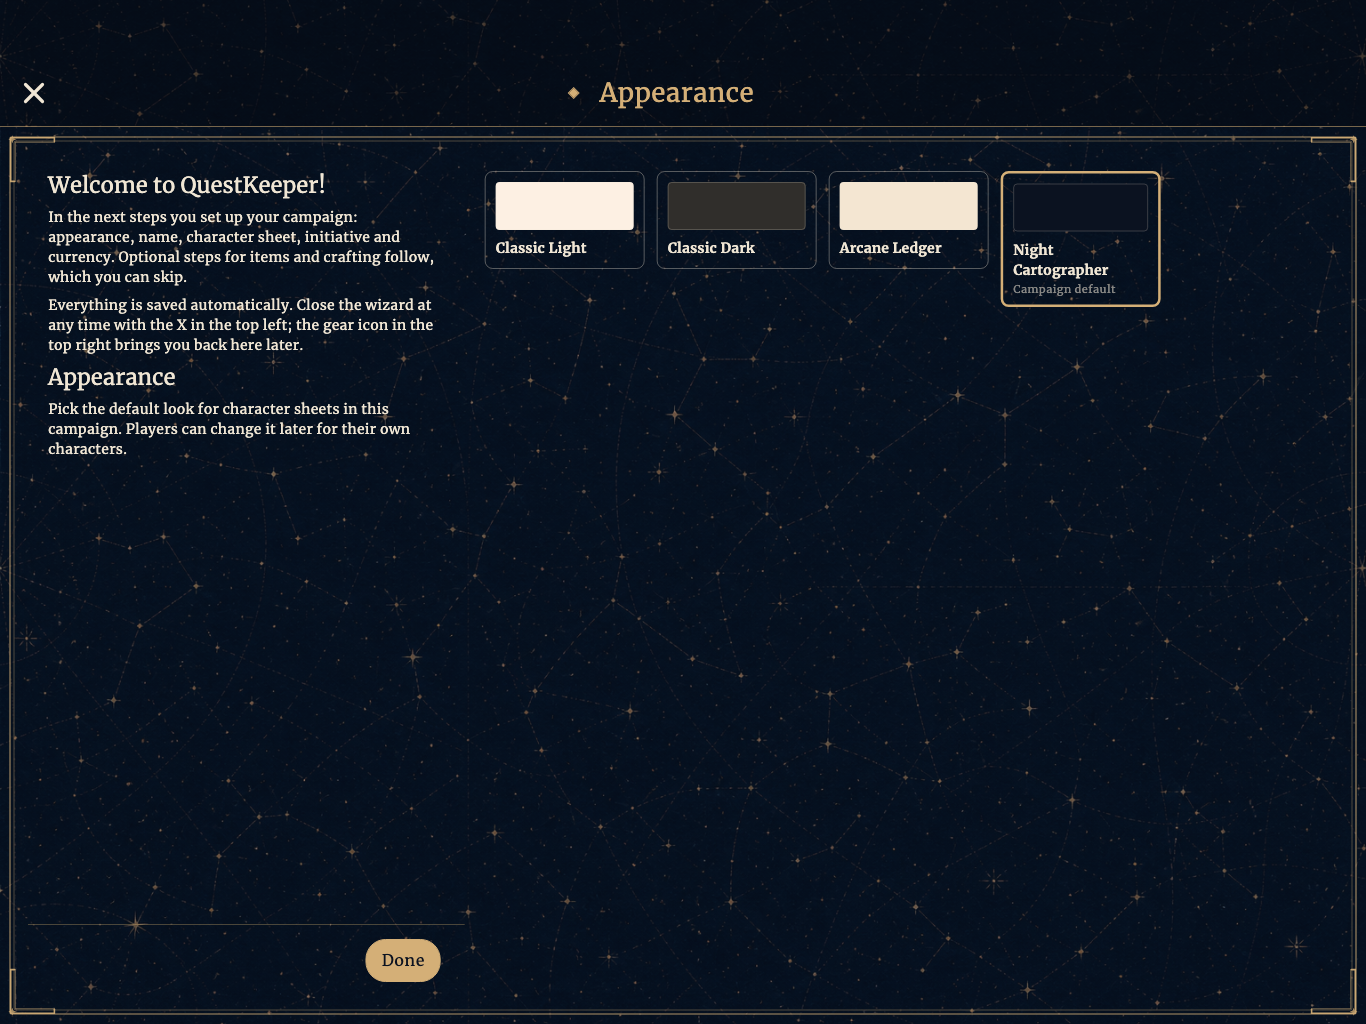 Appearance
Welcome to QuestKeeper!
In the next steps you set up your campaign:
appearance, name, character sheet, initiative and
currency. Optional steps for items and crafting follow,
which you can skip.
Everything is saved automatically. Close the wizard at
any time with the X in the top left; the gear icon in the
top right brings you back here later.
Appearance
Pick the default look for character sheets in this
campaign. Players can change it later for their own
characters.
Classic Light
Classic Dark
Arcane Ledger
Night
Cartographer
Campaign default
Done